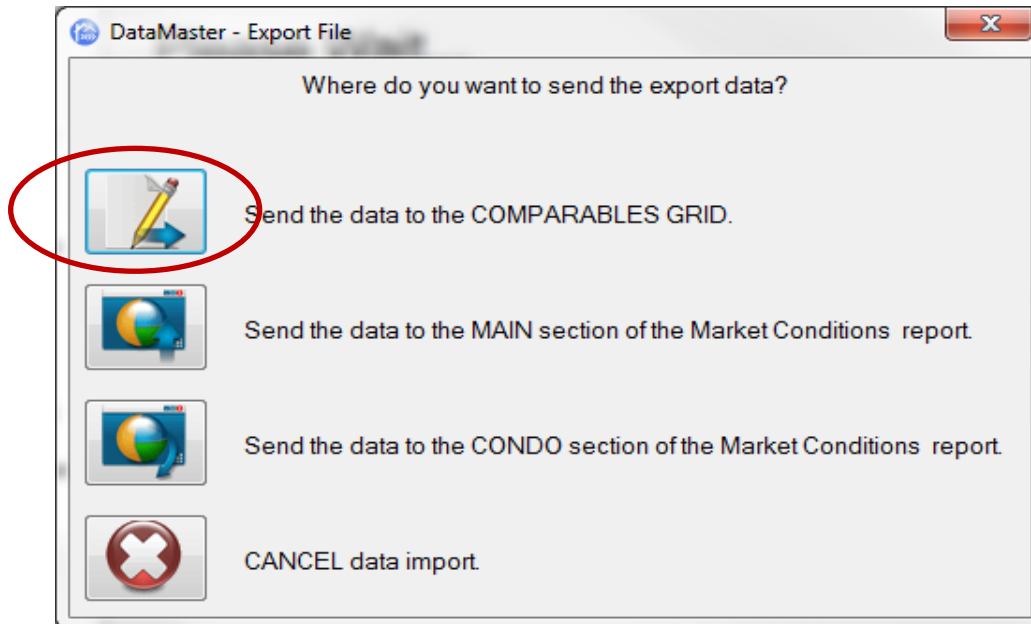 DataMaster - Export File
Where do you want to send the export data?
Send the data to the COMPARABLES GRID.
Send the data to the MAIN section of the Market Conditions report.
Send the data to the CONDO section of the Market Conditions report.
CANCEL data import.